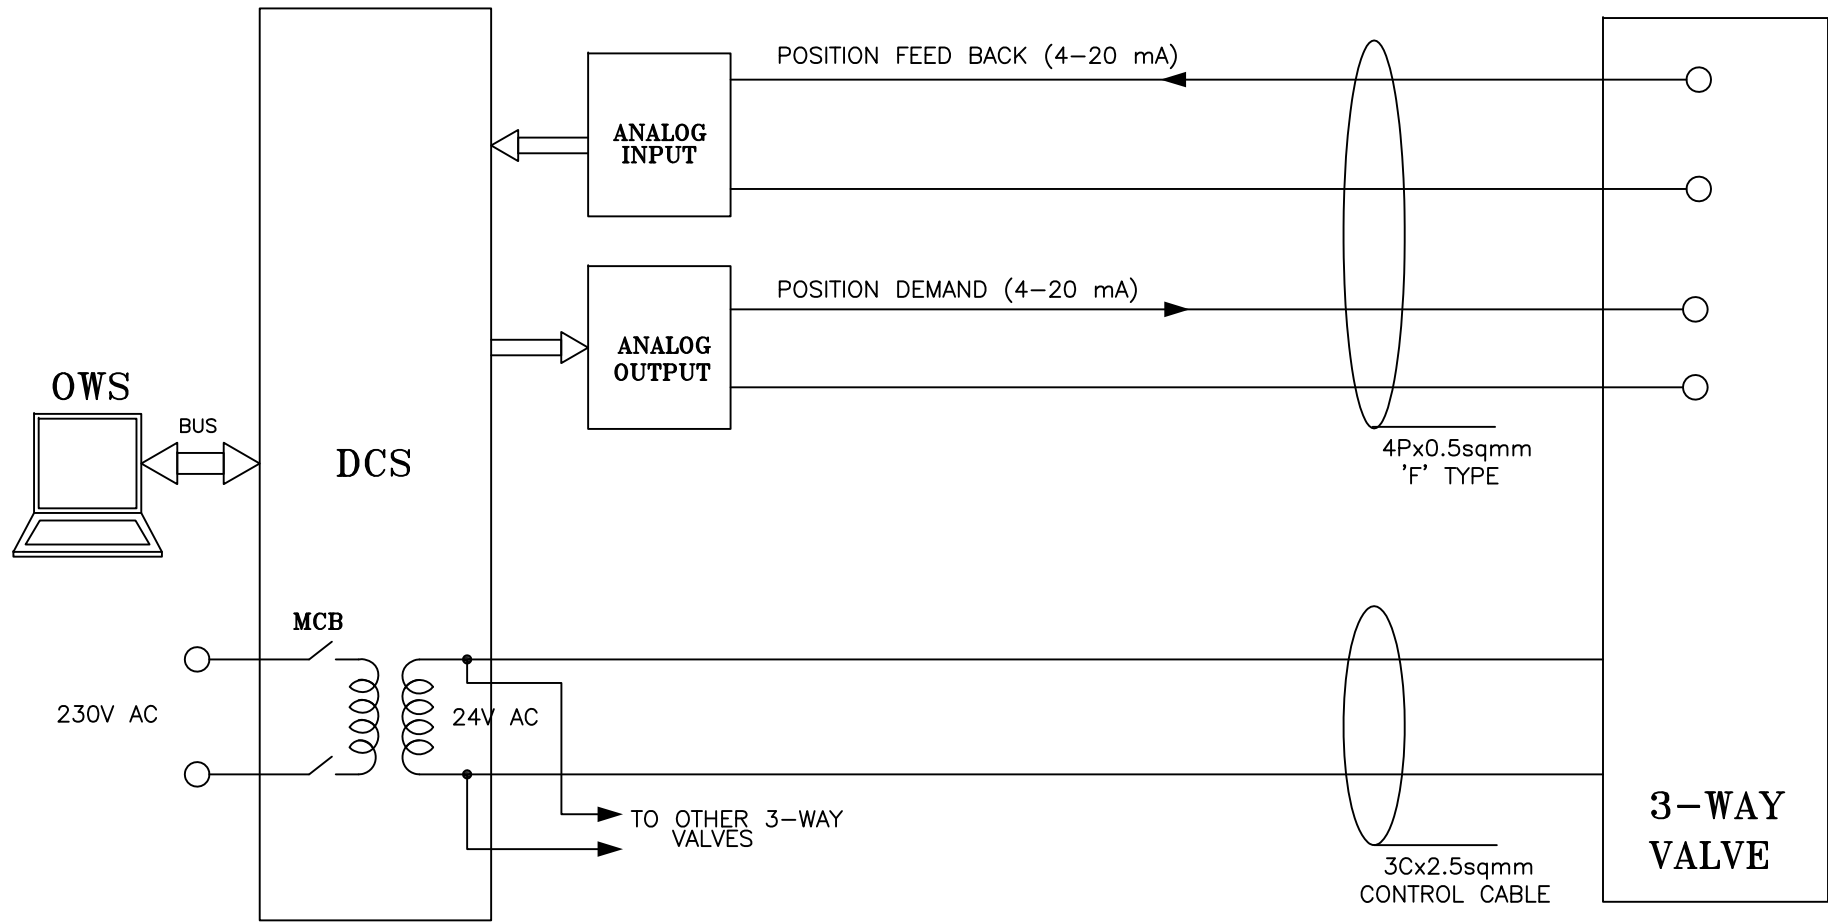 POSITION FEED BACK (4-20 mA)
ANALOG
INPUT
POSITION DEMAND (4-20 mA)
ANALOG
OUTPUT
OWS
BUS
DCS
4Px0.5sqmm
'F' TYPE
MCB
230V AC
24V AC
TO OTHER 3-WAY
VALVES
3-WAY
VALVE
3Cx2.5sqmm
CONTROL CABLE